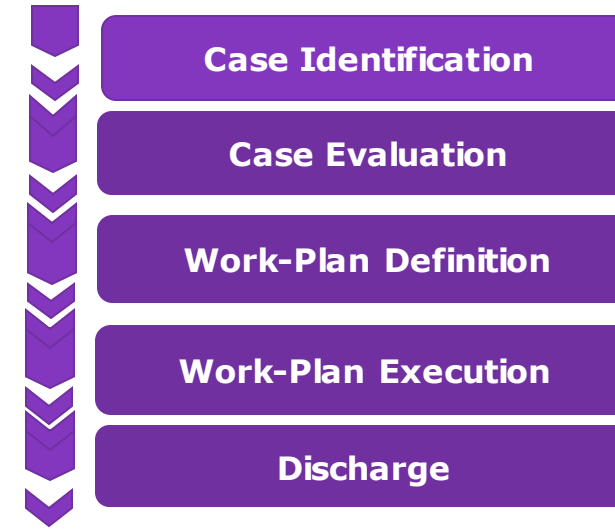 Case Identification
Case Evaluation
Work-Plan Definition
Work-Plan Execution
Discharge